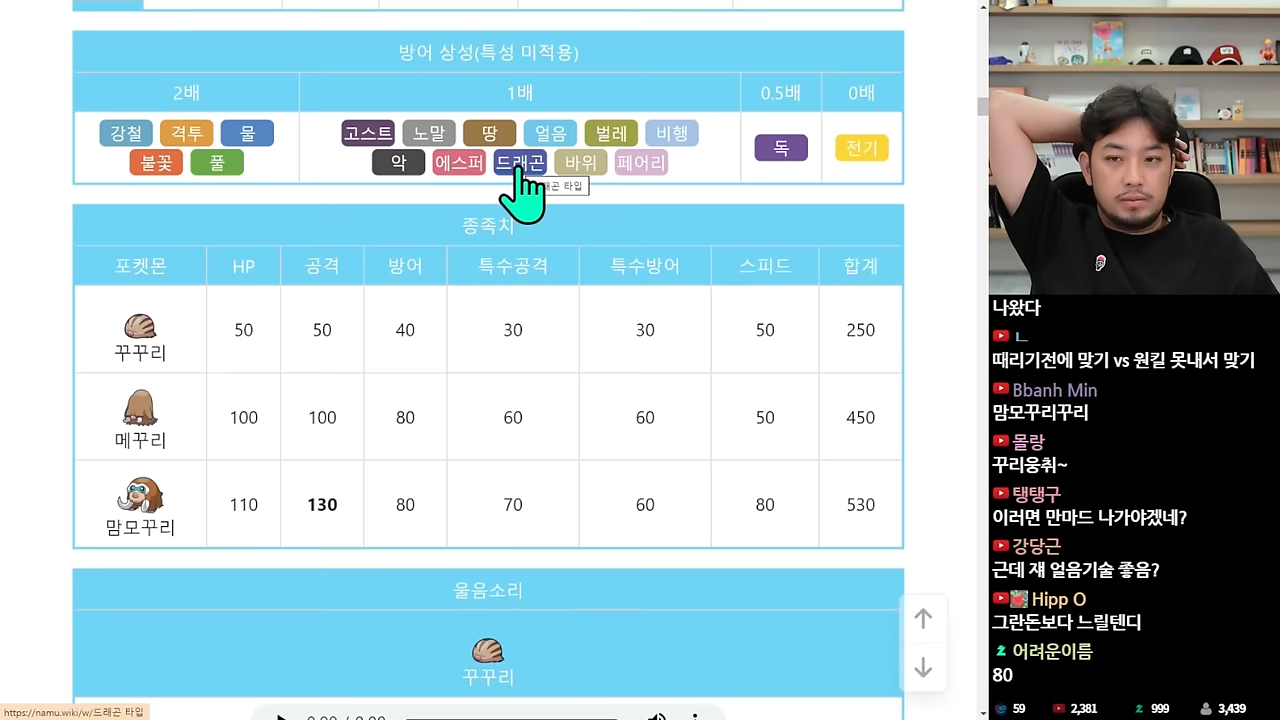 방어 상성(특성 미적용)
2배 1배 0.5배 0배
강철 격투 물 고스트 노말 땅 얼음 벌레 비행 독 전기
불꽃 풀 악 에스퍼 드래곤 바위 페어리
타입
종족치
포켓몬 HP 공격 방어 특수공격 특수방어 스피드 합계
꾸꾸리 50 50 40 30 30 50 250
메꾸리 100 100 80 60 60 50 450
맘모꾸리 110 130 80 70 60 80 530
울음소리
꾸꾸리
0:00 / 0:00
https://namu.wiki/w/드래곤 타입
나왔다
ㄴ
때리기전에 맞기 vs 원킬 못내서 맞기
Bbanh Min
맘모꾸리꾸리
몰랑
꾸리웅취~
탱탱구
이러면 만마드 나가야겠네?
강당근
근데 쟤 얼음기술 좋음?
Hipp O
그란돈보다 느릴텐디
어려운이름
80
59 2,381 999 3,439